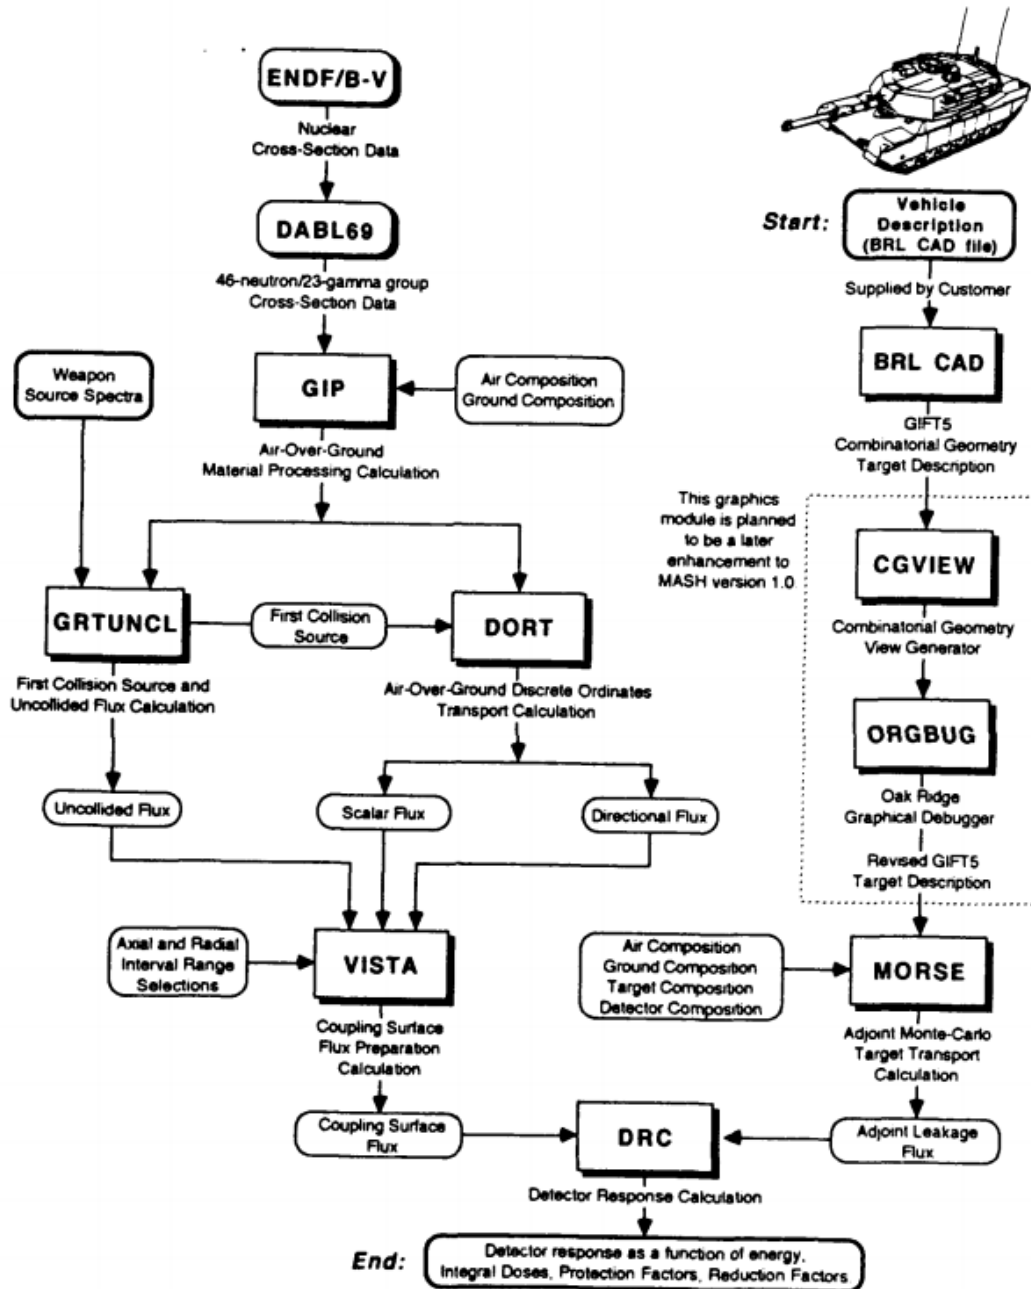 ENDF/B-V
Nuclear
Cross-Section Data
DABL69
46-neutron/23-gamma group
Cross-Section Data
Weapon
Source Spectra
GIP
Air Composition
Ground Composition
Air-Over-Ground
Material Processing Calculation
GRTUNCL
First Collision
Source
DORT
First Collision Source and
Uncollided Flux Calculation
Air-Over-Ground Discrete Ordinates
Transport Calculation
Uncollided Flux
Scalar Flux
Directional Flux
Axial and Radial
Interval Range
Selections
VISTA
Coupling Surface
Flux Preparation
Calculation
Coupling Surface
Flux
Start:
Vehicle
Description
(BRL CAD file)
Supplied by Customer
BRL CAD
GIFT5
Combinatorial Geometry
Target Description
This graphics
module is planned
to be a later
enhancement to
MASH version 1.0
CGVIEW
Combinatorial Geometry
View Generator
ORGBUG
Oak Ridge
Graphical Debugger
Revised GIFT5
Target Description
Air Composition
Ground Composition
Target Composition
Detector Composition
MORSE
Adjoint Monte-Carlo
Target Transport
Calculation
Adjoint Leakage
Flux
DRC
Detector Response Calculation
End:
Detector response as a function of energy,
Integral Doses, Protection Factors, Reduction Factors